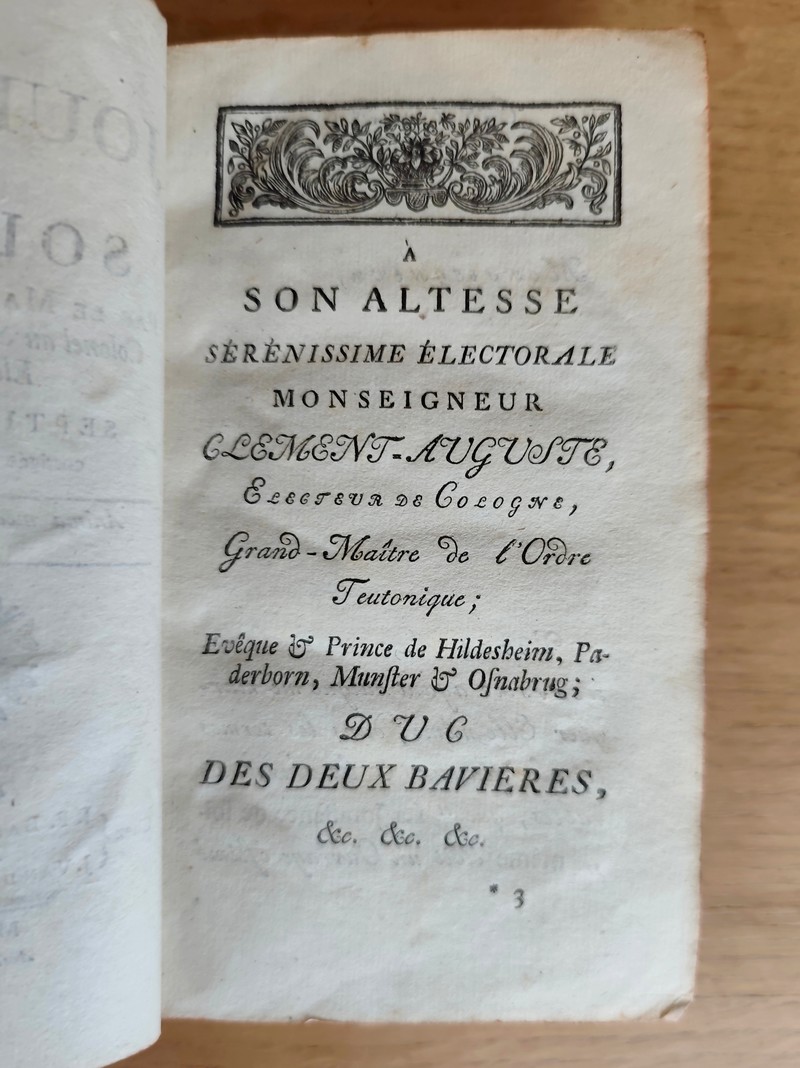 À
SON ALTESSE
SÉRÉNISSIME ÉLECTORALE
MONSEIGNEUR
CLEMENT-AUGUSTE,
ELECTEUR DE COLOGNE,
Grand-Maître de l'Ordre
Teutonique;
Evêque & Prince de Hildesheim, Pa-
derborn, Munſter & Oſnabrug;
DUC
DES DEUX BAVIERES,
&c. &c. &c.
* 3